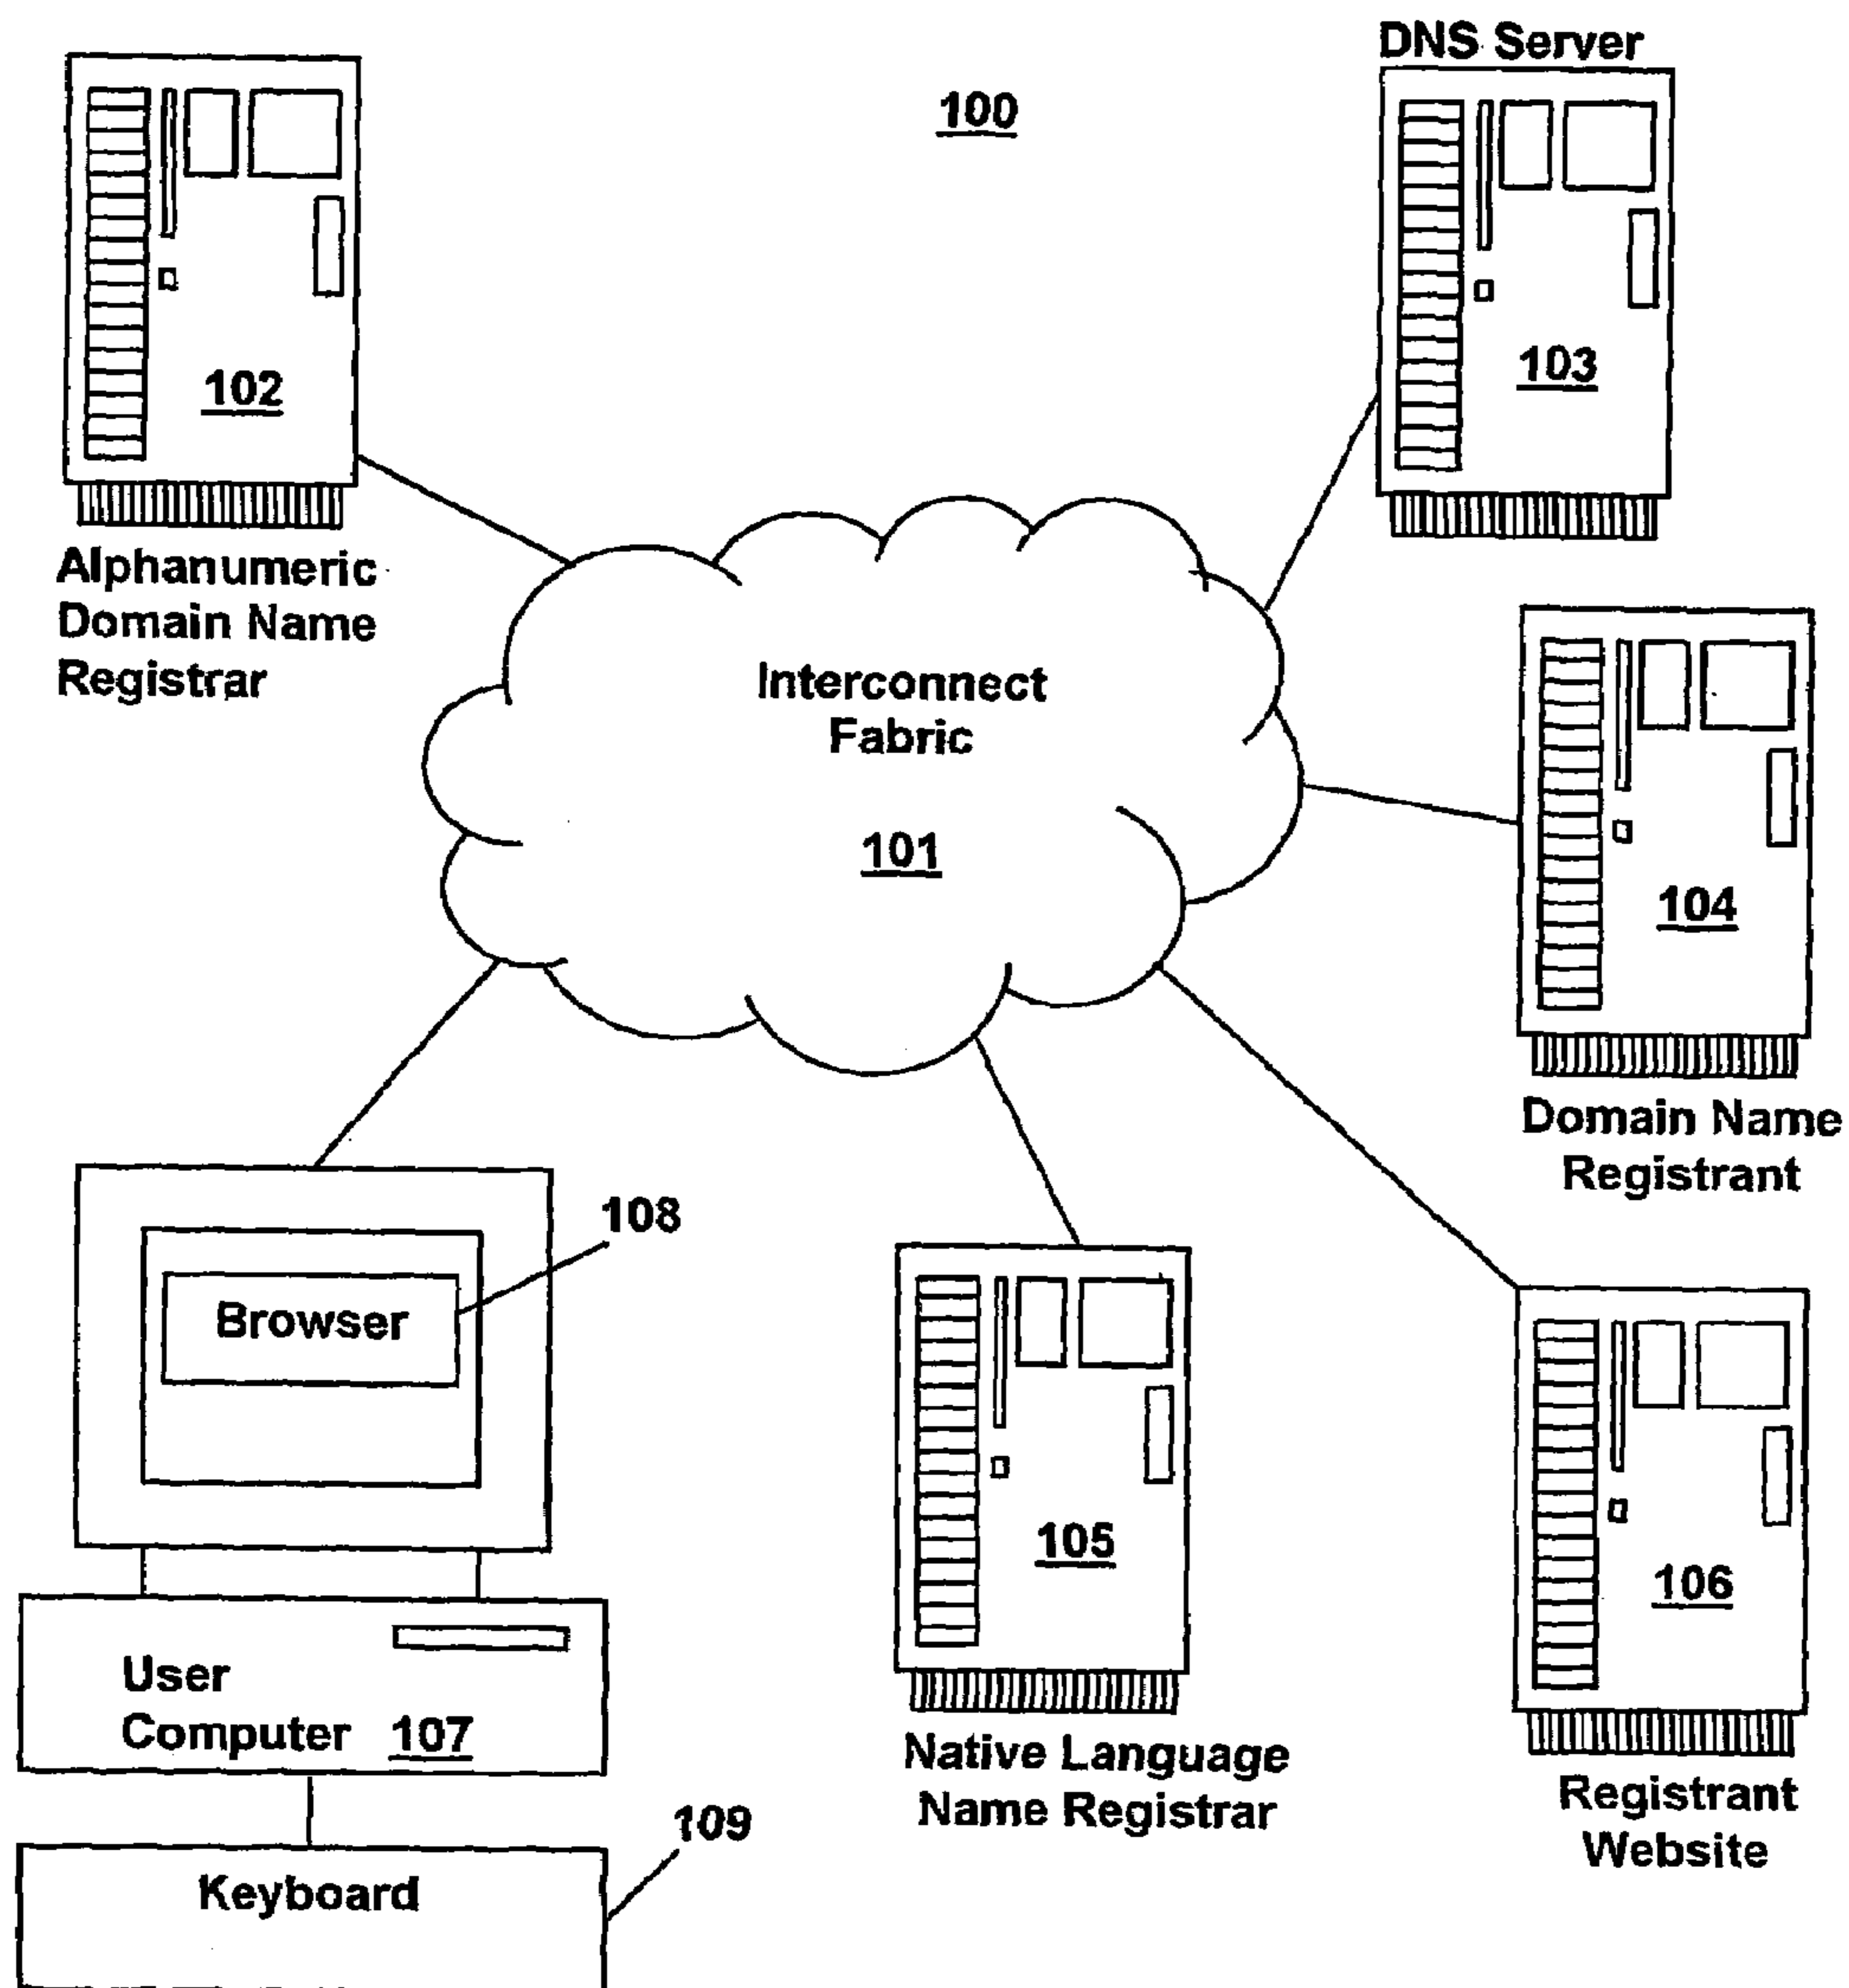 DNS Server
100
102
103
Alphanumeric
Domain Name
Registrar
Interconnect
Fabric
101
104
Domain Name
Registrant
108
Browser
105
106
User
Computer 107
Native Language
Name Registrar
Registrant
Website
109
Keyboard